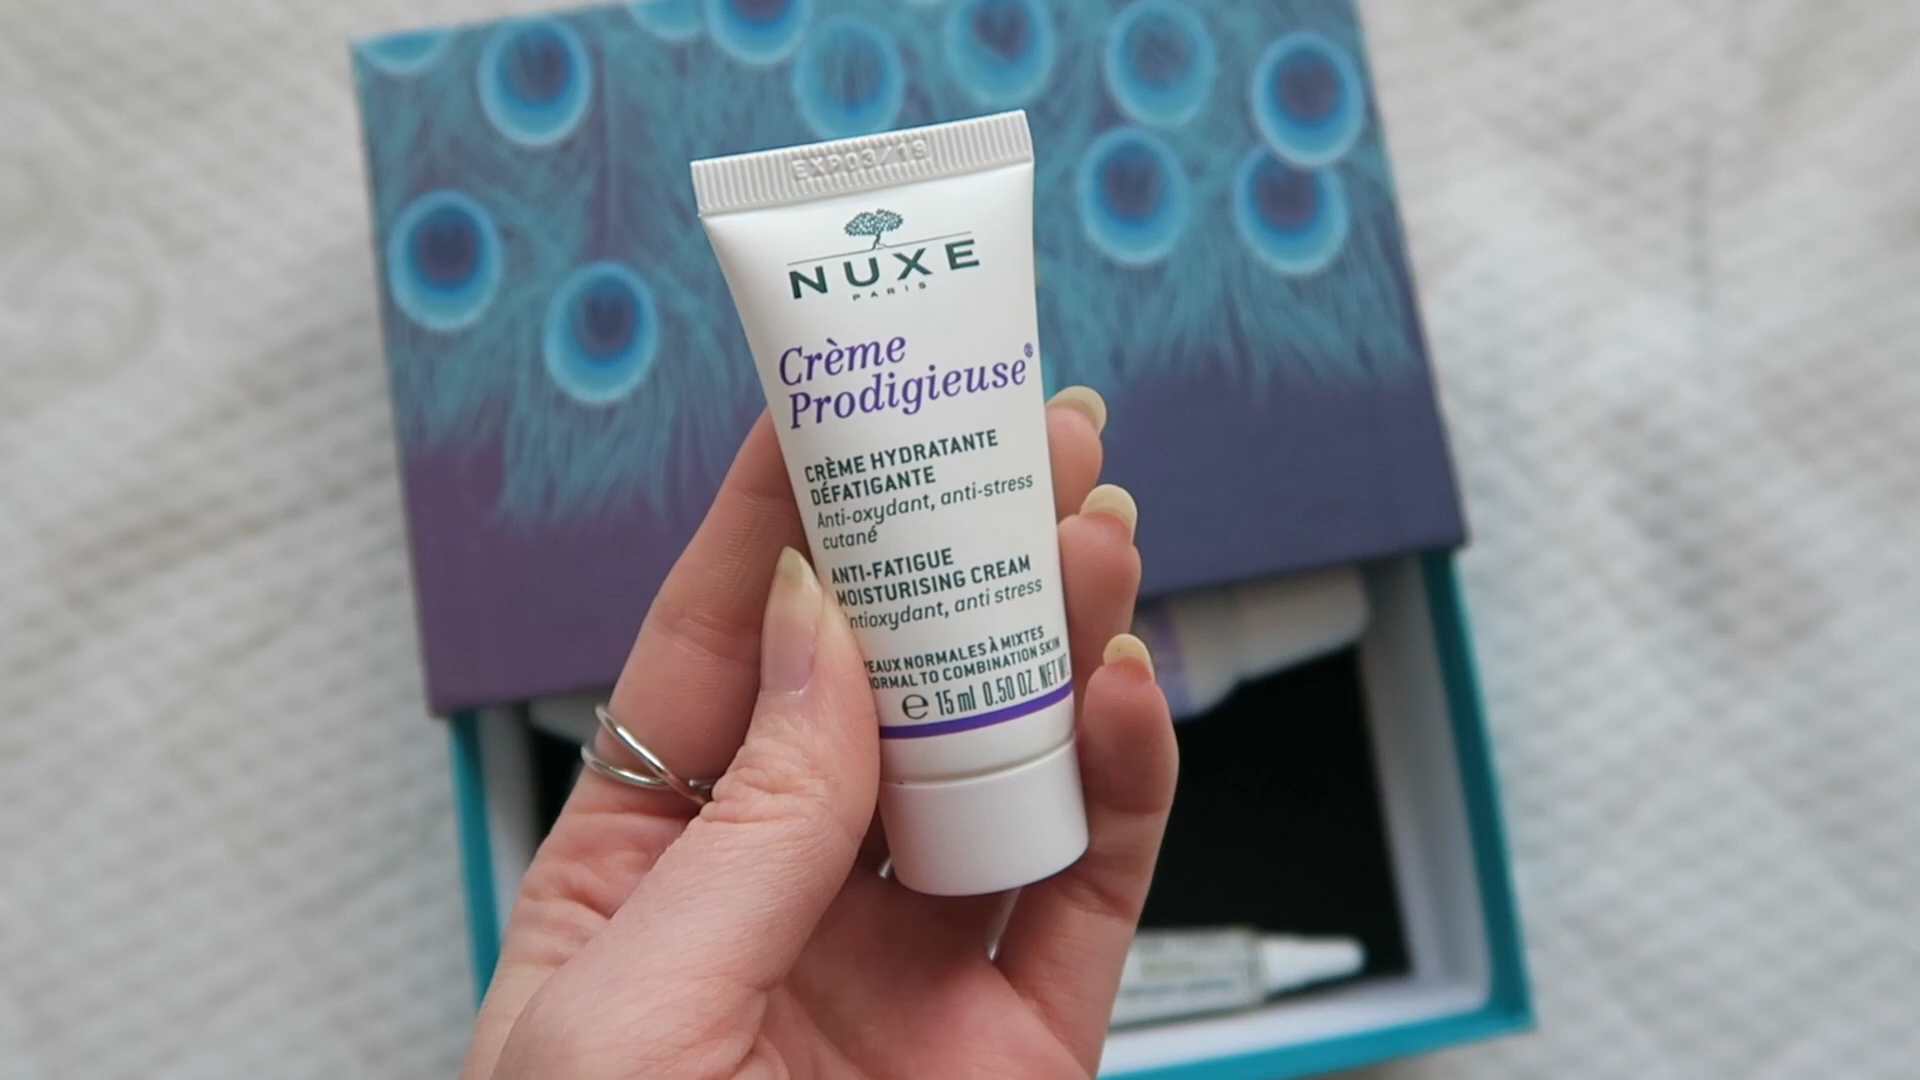 EXP03/19
NUXE
PARIS
Crème
Prodigieuse®
CRÈME HYDRATANTE
DÉFATIGANTE
Anti-oxydant, anti-stress
cutané
ANTI-FATIGUE
MOISTURISING CREAM
Antioxydant, anti stress
PEAUX NORMALES À MIXTES
NORMAL TO COMBINATION SKIN
e 15 ml 0.50 OZ. NET WT.